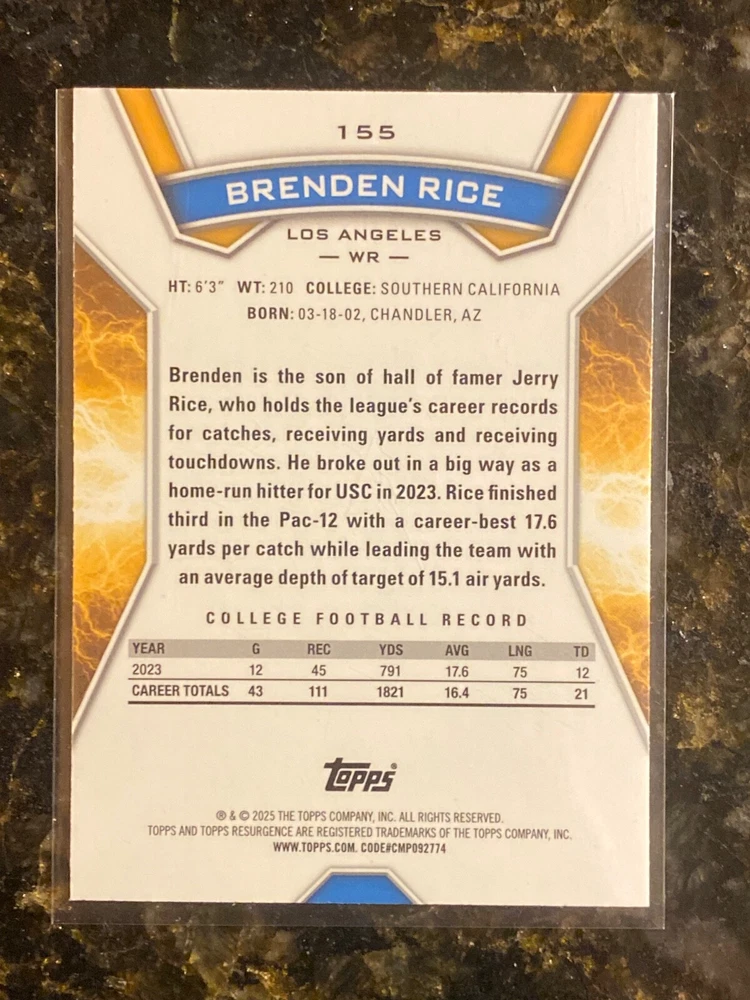 155
BRENDEN RICE
LOS ANGELES
— WR —
HT: 6'3" WT: 210 COLLEGE: SOUTHERN CALIFORNIA
BORN: 03-18-02, CHANDLER, AZ
Brenden is the son of hall of famer Jerry
Rice, who holds the league's career records
for catches, receiving yards and receiving
touchdowns. He broke out in a big way as a
home-run hitter for USC in 2023. Rice finished
third in the Pac-12 with a career-best 17.6
yards per catch while leading the team with
an average depth of target of 15.1 air yards.
COLLEGE FOOTBALL RECORD
YEAR G REC YDS AVG LNG TD
2023 12 45 791 17.6 75 12
CAREER TOTALS 43 111 1821 16.4 75 21
topps®
® & © 2025 THE TOPPS COMPANY, INC. ALL RIGHTS RESERVED.
TOPPS AND TOPPS RESURGENCE ARE REGISTERED TRADEMARKS OF THE TOPPS COMPANY, INC.
WWW.TOPPS.COM. CODE#CMP092774